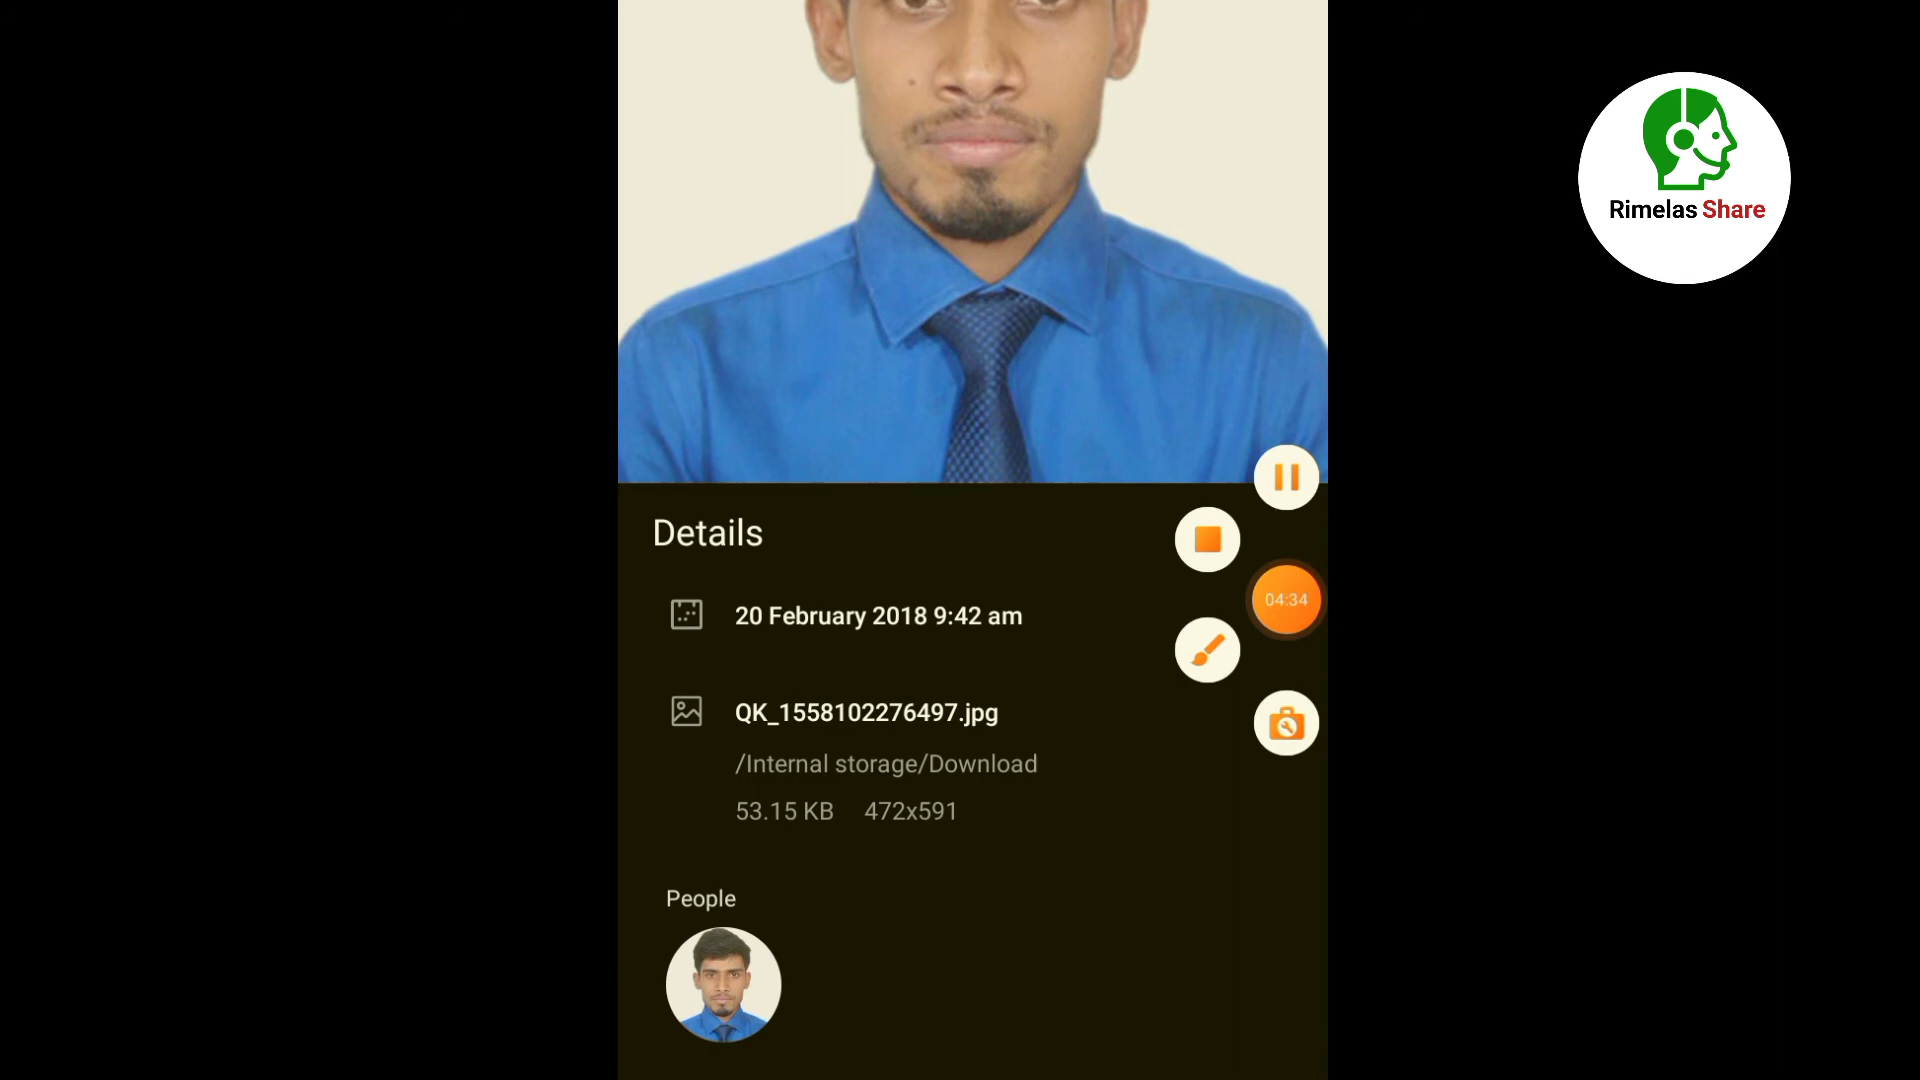 Rimelas Share
Details
04:34
20 February 2018 9:42 am
QK_1558102276497.jpg
/Internal storage/Download
53.15 KB 472x591
People